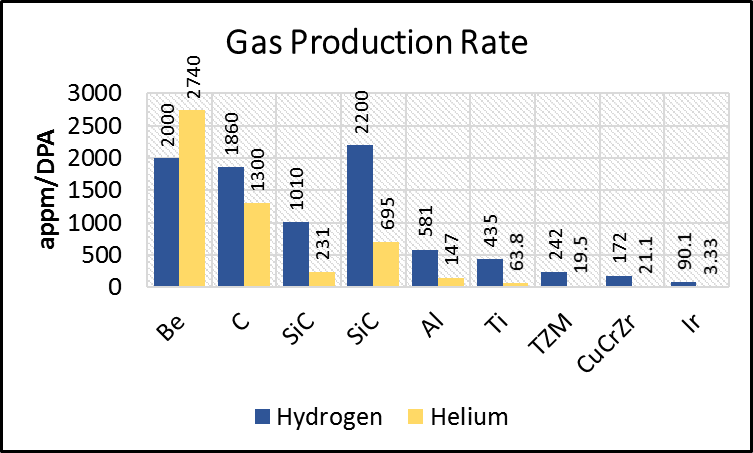 Gas Production Rate
appm/DPA
3000
2500
2000
1500
1000
500
0
2000
2740
1860
1300
1010
231
2200
695
581
147
435
63.8
242
19.5
172
21.1
90.1
3.33
Be
C
SiC
SiC
Al
Ti
TZM
CuCrZr
Ir
Hydrogen
Helium